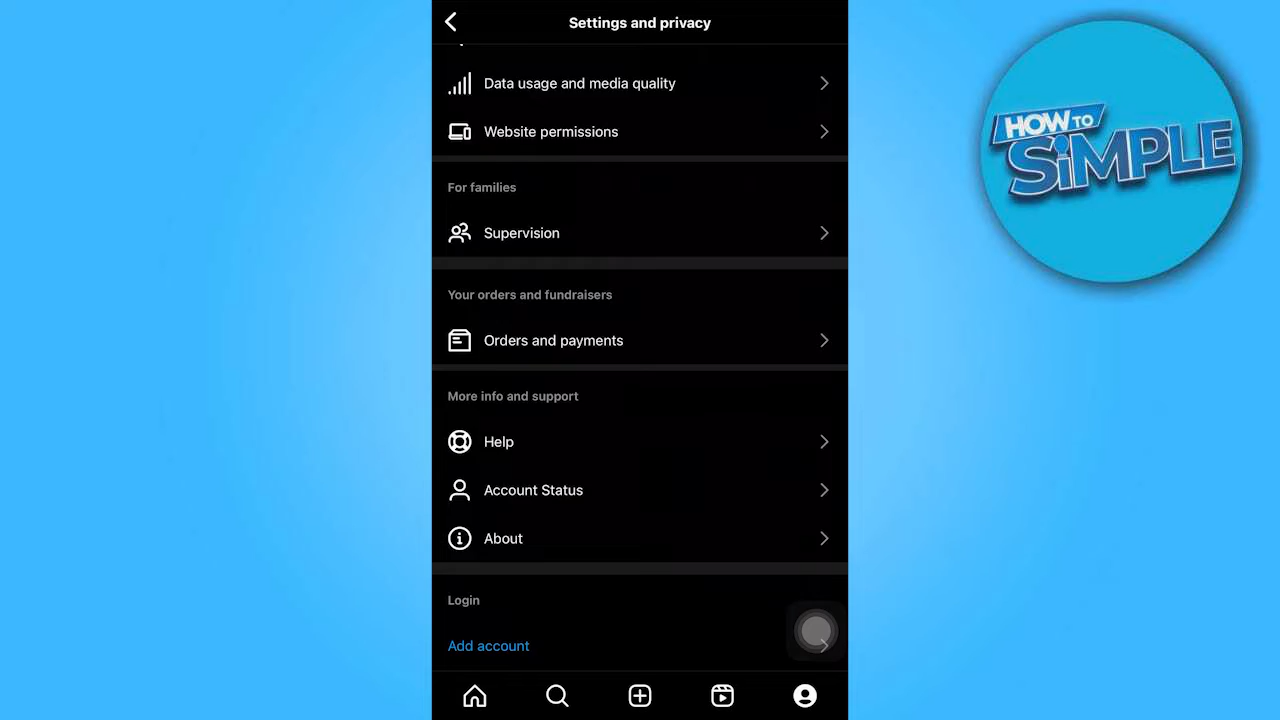 Settings and privacy
Data usage and media quality
Website permissions
For families
Supervision
Your orders and fundraisers
Orders and payments
More info and support
Help
Account Status
About
Login
Add account
HOW TO
SiMPLE